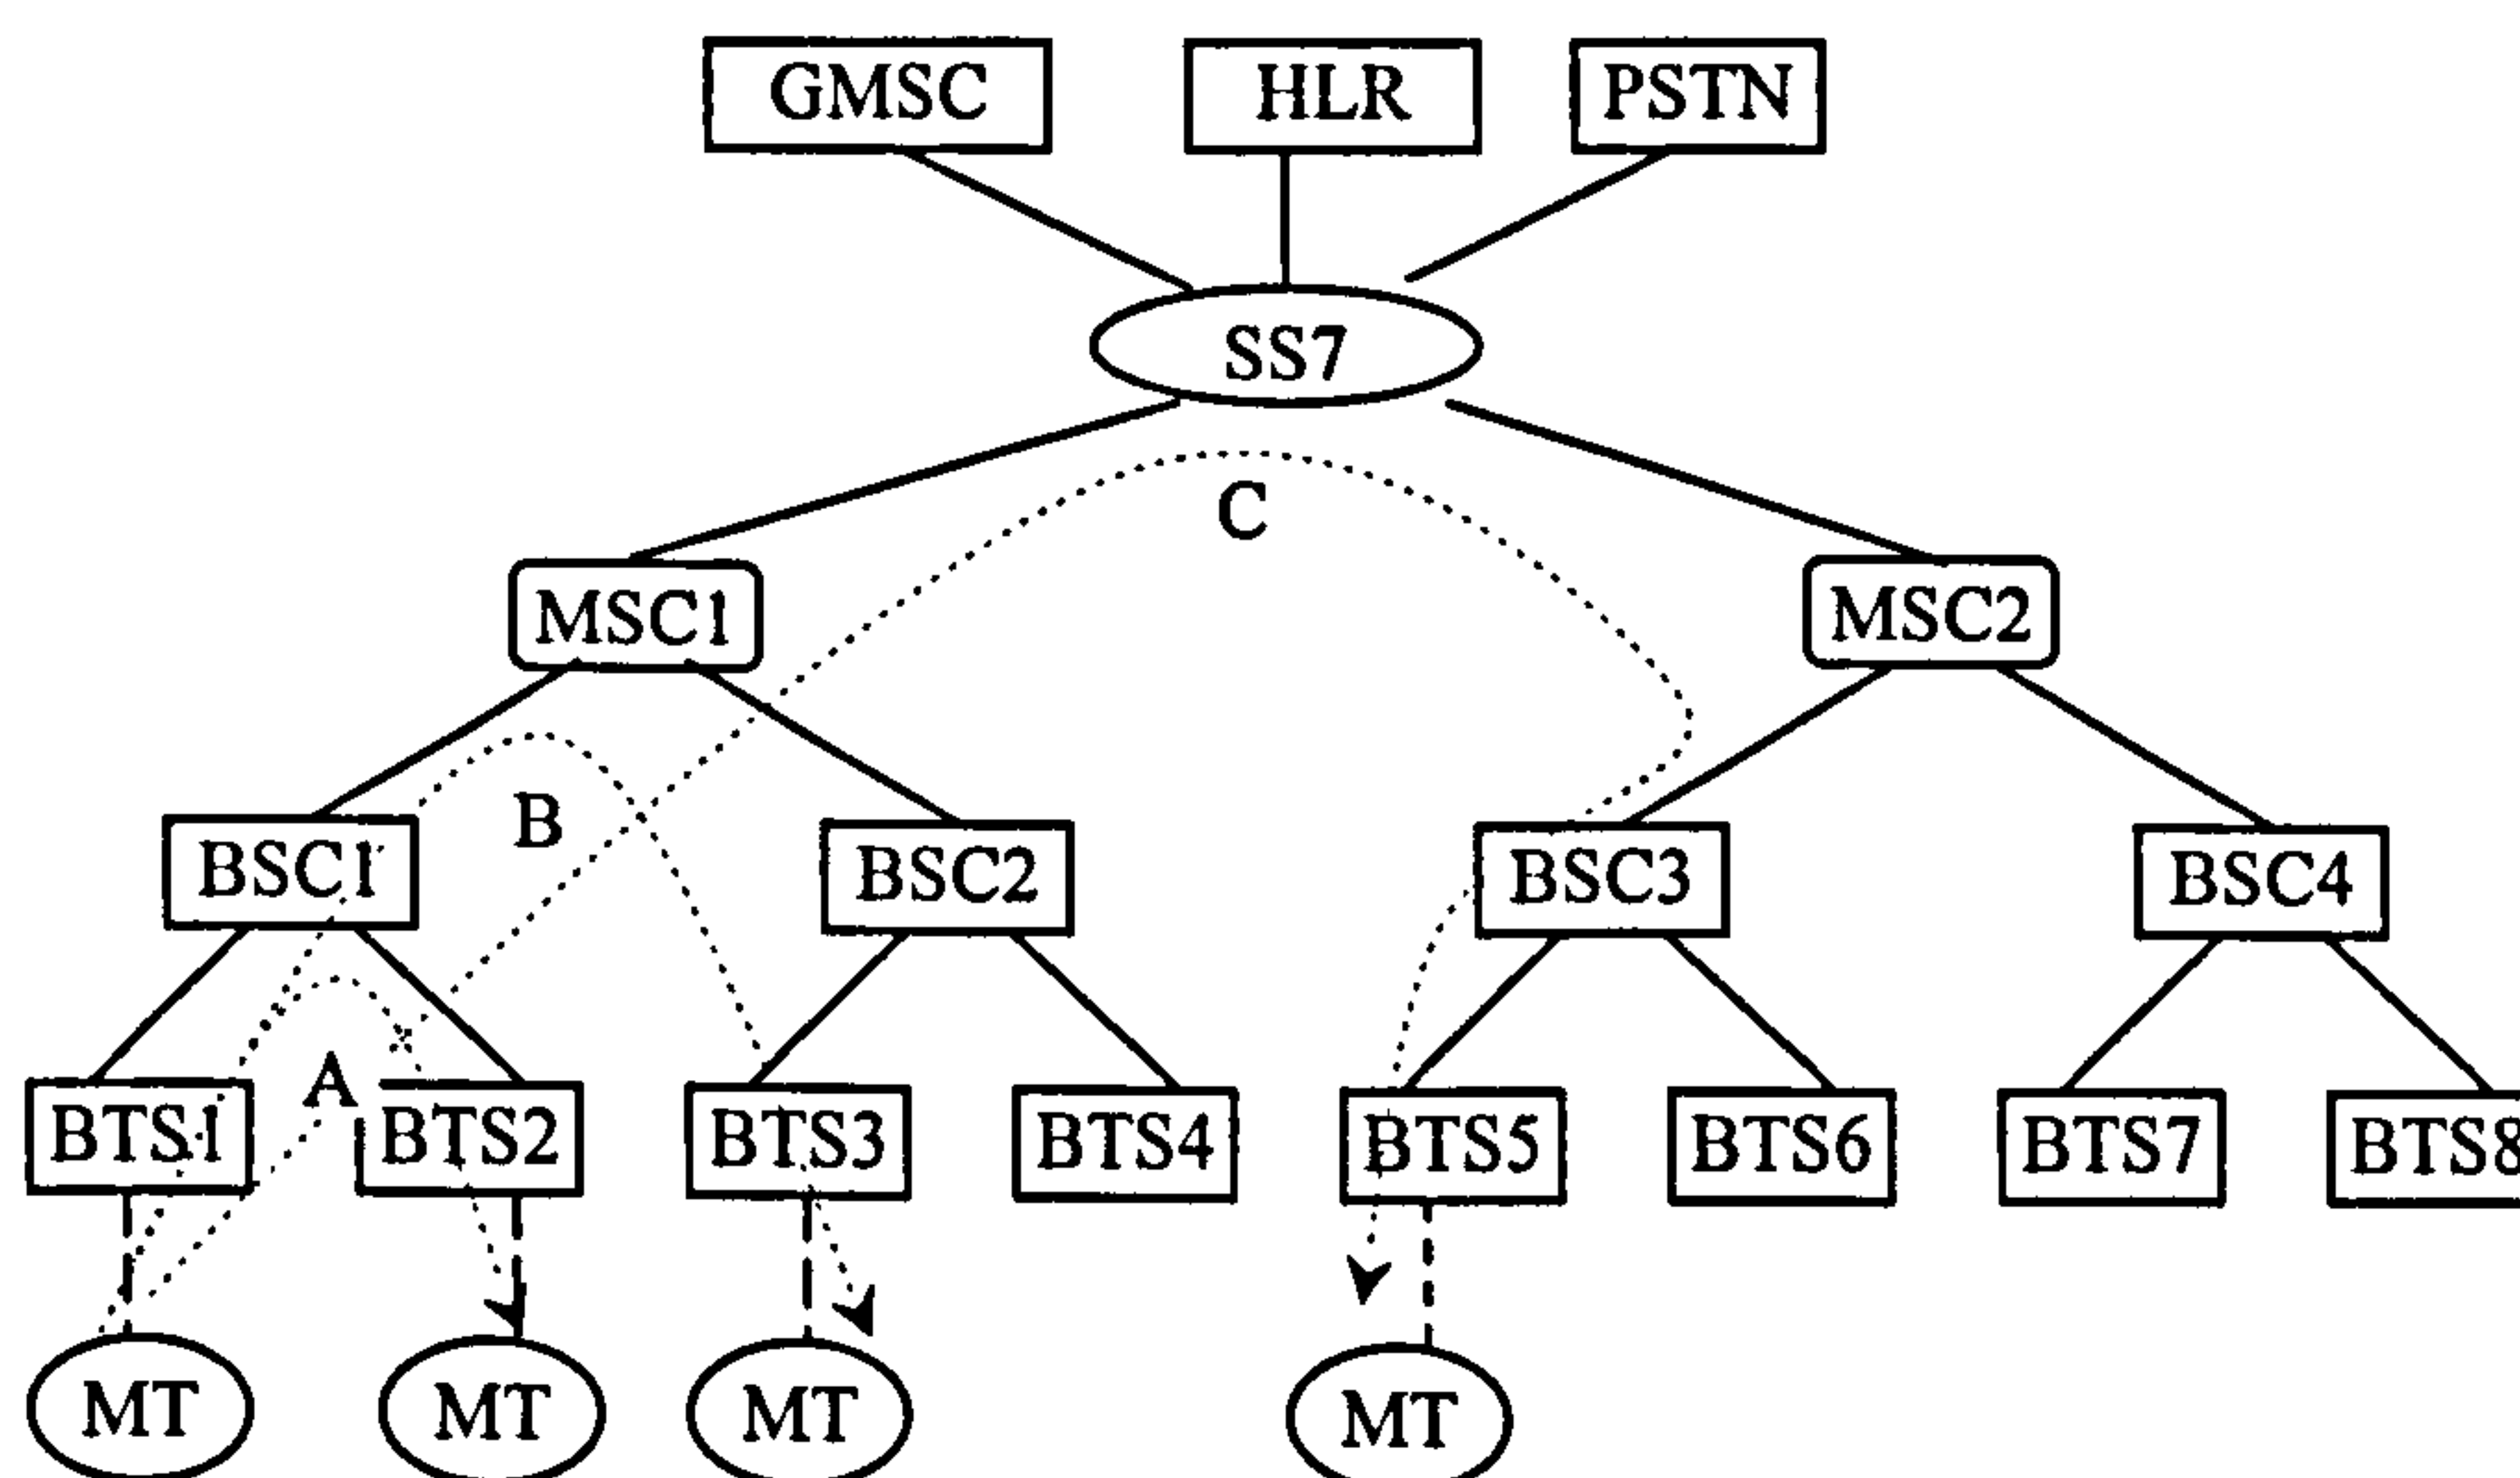 GMSC HLR PSTN
SS7
C
MSC1 MSC2
B
BSC1 BSC2 BSC3 BSC4
A
BTS1 BTS2 BTS3 BTS4 BTS5 BTS6 BTS7 BTS8
MT MT MT MT